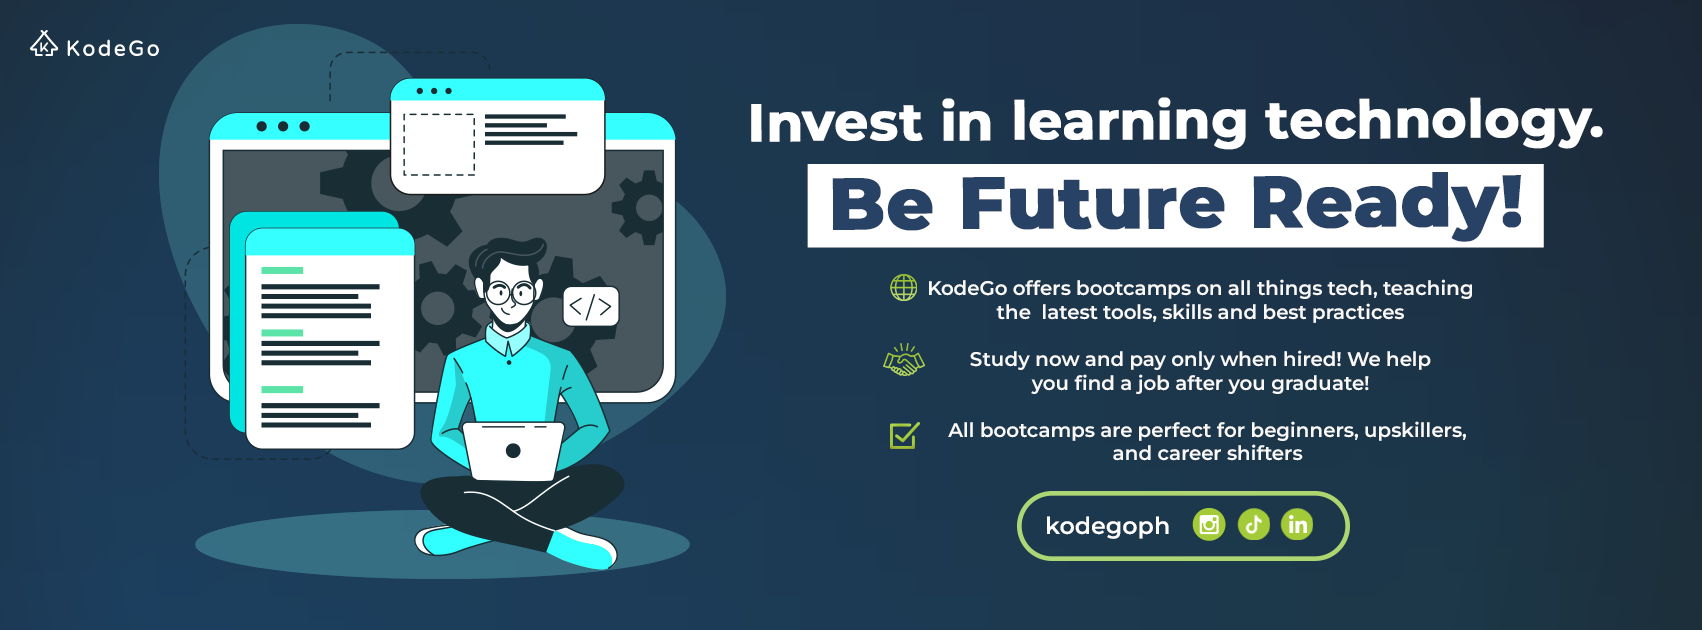 KodeGo
Invest in learning technology.
Be Future Ready!
KodeGo offers bootcamps on all things tech, teaching
the latest tools, skills and best practices
Study now and pay only when hired! We help
you find a job after you graduate!
All bootcamps are perfect for beginners, upskillers,
and career shifters
kodegoph